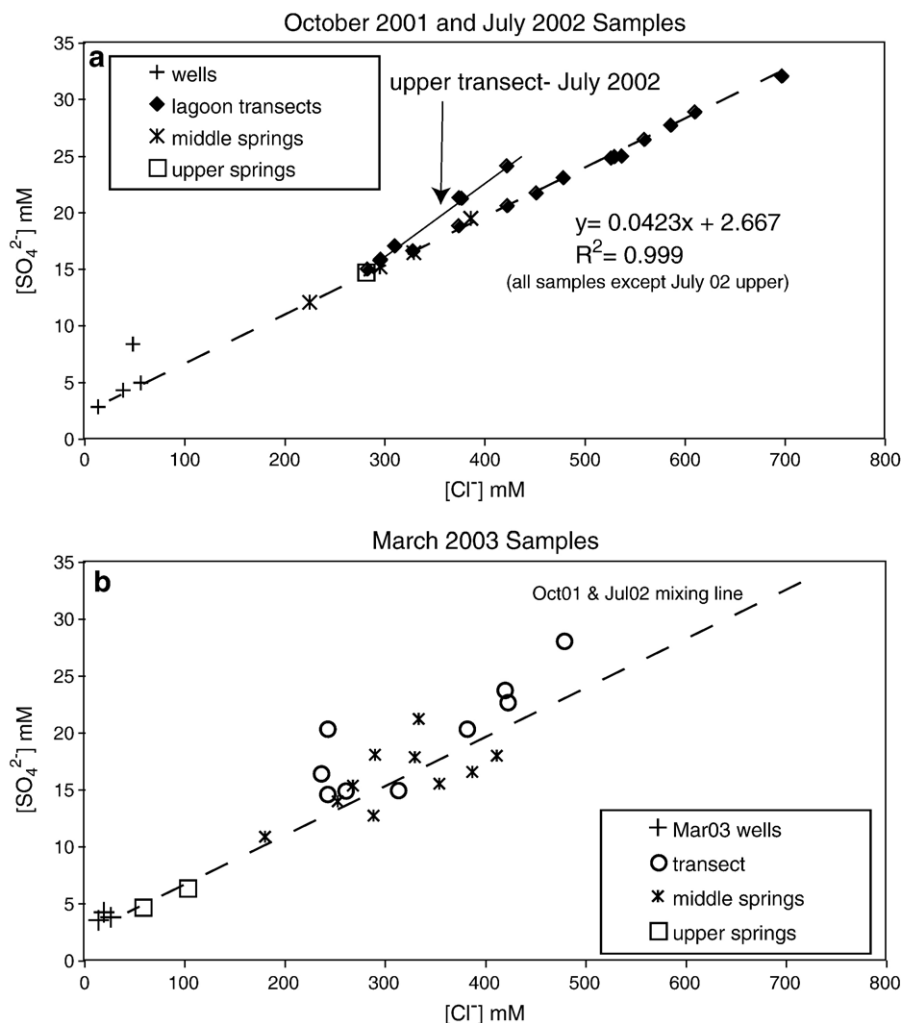 October 2001 and July 2002 Samples
a
wells
lagoon transects
middle springs
upper springs
upper transect- July 2002
y= 0.0423x + 2.667
R²= 0.999
(all samples except July 02 upper)
[SO₄²⁻] mM
35
30
25
20
15
10
5
0
0 100 200 300 400 500 600 700 800
[Cl⁻] mM
March 2003 Samples
b
Oct01 & Jul02 mixing line
[SO₄²⁻] mM
35
30
25
20
15
10
5
0
Mar03 wells
transect
middle springs
upper springs
0 100 200 300 400 500 600 700 800
[Cl⁻] mM